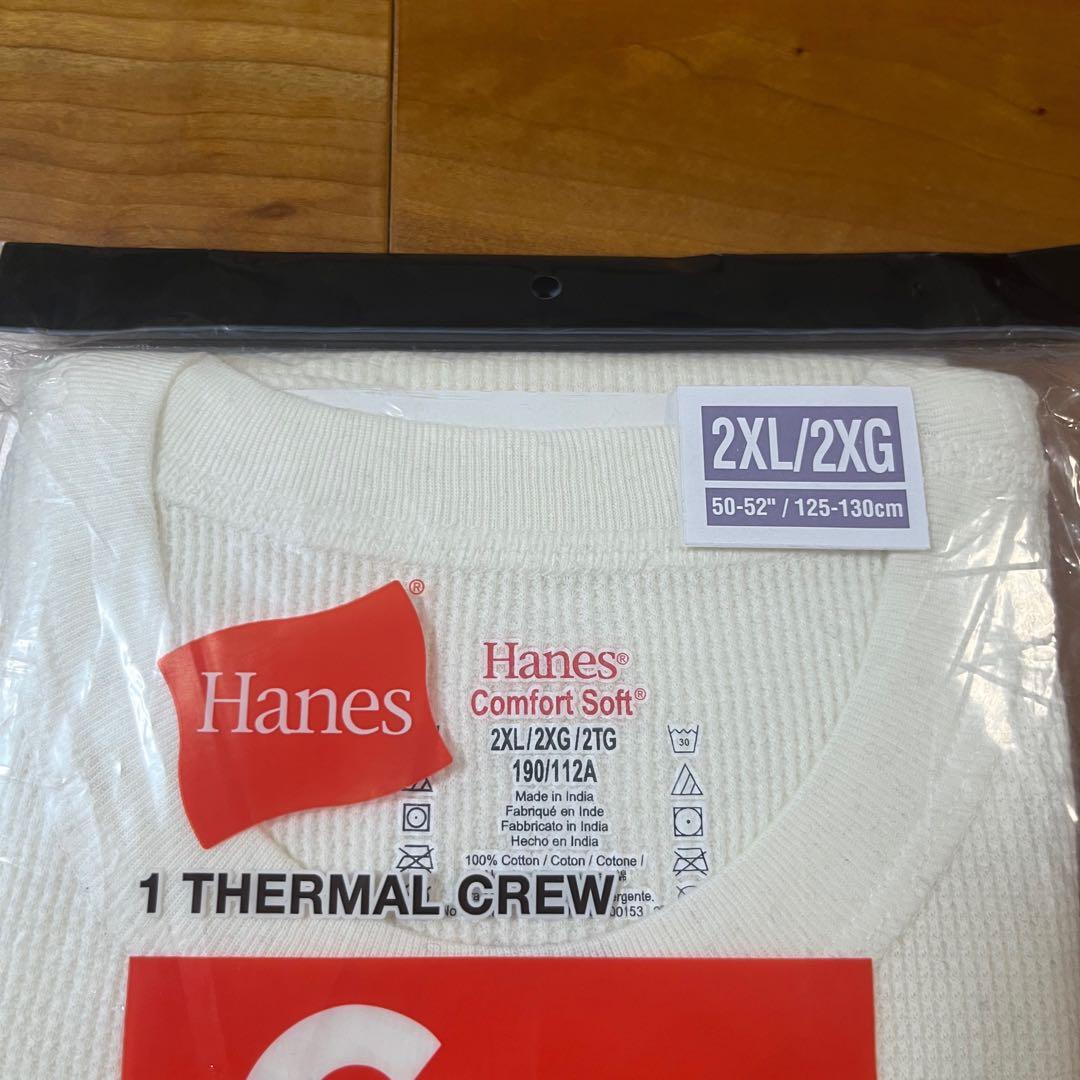 2XL/2XG
50-52" / 125-130cm
Hanes®
Hanes®
Comfort Soft®
2XL/2XG/2TG
190/112A
30
Made in India
Fabriqué en Inde
Fabbricato in India
Hecho en India
100% Cotton / Coton / Cotone /
1 THERMAL CREW